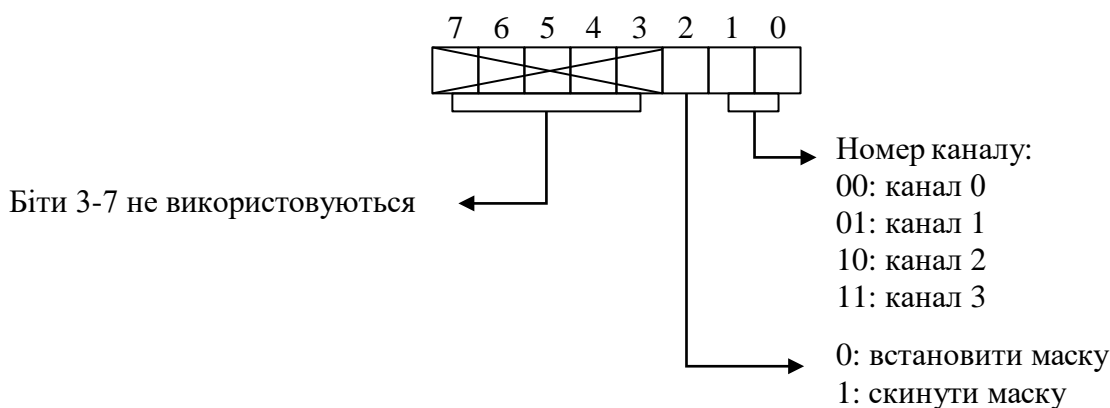 7 6 5 4 3 2 1 0
Номер каналу:
00: канал 0
Біти 3-7 не використовуються
01: канал 1
10: канал 2
11: канал 3
0: встановити маску
1: скинути маску